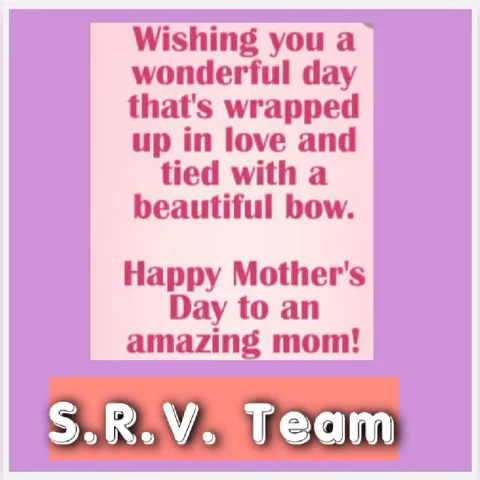 Wishing you a
wonderful day
that's wrapped
up in love and
tied with a
beautiful bow.
Happy Mother's
Day to an
amazing mom!
S.R.V. Team